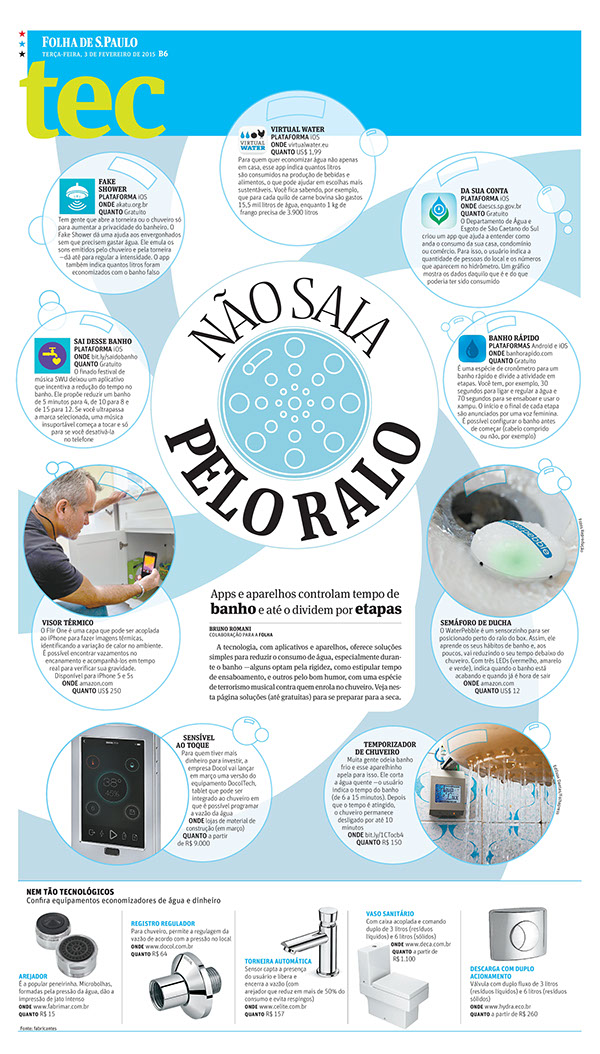 FOLHA DE S.PAULO
TERÇA-FEIRA, 3 DE FEVEREIRO DE 2015 B6
tec
VIRTUAL WATER
VIRTUAL WATER
PLATAFORMA iOS
ONDE virtualwater.eu
QUANTO US$ 1,99
Para quem quer economizar água não apenas
em casa, esse app indica quantos litros
são consumidos na produção de bebidas e
alimentos, o que pode ajudar em escolhas mais
sustentáveis. Você fica sabendo, por exemplo,
que para cada quilo de carne bovina são gastos
15,5 mil litros de água, enquanto 1 kg de
frango precisa de 3.900 litros
FAKE
SHOWER
PLATAFORMA iOS
ONDE akatu.org.br
QUANTO Gratuito
Tem gente que abre a torneira ou o chuveiro só
para aumentar a privacidade do banheiro. O
Fake Shower dá uma ajuda aos envergonhados
sem que precisem gastar água. Ele emula os
sons emitidos pelo chuveiro e pela torneira
—dá até para regular a intensidade. O app
também indica quantos litros foram
economizados com o banho falso
DA SUA CONTA
PLATAFORMA iOS
ONDE daescs.sp.gov.br
QUANTO Gratuito
O Departamento de Água e
Esgoto de São Caetano do Sul
criou um app que ajuda a entender como
anda o consumo da sua casa, condomínio
ou comércio. Para isso, o usuário indica a
quantidade de pessoas do local e os números
que aparecem no hidrômetro. Um gráfico
mostra os dados daquilo que é e do que
poderia ter sido consumido
NÃO SAIA
PELO RALO
SAI DESSE BANHO
PLATAFORMA iOS
ONDE bit.ly/saidobanho
QUANTO Gratuito
O finado festival de
música SWU deixou um aplicativo
que incentiva a redução do tempo no
banho. Ele propõe reduzir um banho
de 5 minutos para 4, de 10 para 8 e
de 15 para 12. Se você ultrapassa
a marca selecionada, uma música
insuportável começa a tocar e só
para se você desativá-la
no telefone
BANHO RÁPIDO
PLATAFORMAS Android e iOS
ONDE banhorapido.com
QUANTO Gratuito
É uma espécie de cronômetro para um
banho rápido e divide a atividade em
etapas. Você tem, por exemplo, 30
segundos para ligar e regular a água e
70 segundos para se ensaboar e usar o
xampu. O início e o final de cada etapa
são anunciados por uma voz feminina.
É possível configurar o banho antes
de começar (cabelo comprido
ou não, por exemplo)
Apps e aparelhos controlam tempo de
banho e até o dividem por etapas
BRUNO ROMANI
COLABORAÇÃO PARA A FOLHA
A tecnologia, com aplicativos e aparelhos, oferece soluções
simples para reduzir o consumo de água, especialmente duran-
te o banho —alguns optam pela rigidez, como estipular tempo
de ensaboamento, e outros pelo bom humor, com uma espécie
de terrorismo musical contra quem enrola no chuveiro. Veja nes-
ta página soluções (até gratuitas) para se preparar para a seca.
VISOR TÉRMICO
O Flir One é uma capa que pode ser acoplada
ao iPhone para fazer imagens térmicas,
identificando a variação de calor no ambiente.
É possível encontrar vazamentos no
encanamento e acompanhá-los em tempo
real para verificar sua gravidade.
Disponível para iPhone 5 e 5s
ONDE amazon.com
QUANTO US$ 250
waterpebble
SEMÁFORO DE DUCHA
O WaterPebble é um sensorzinho para ser
posicionado perto do ralo do box. Assim, ele
aprende os seus hábitos de banho e, aos
poucos, vai reduzindo o seu tempo debaixo do
chuveiro. Com três LEDs (vermelho, amarelo
e verde), indica quando o banho está
acabando e quando já é hora de sair
ONDE amazon.com
QUANTO US$ 12
SENSÍVEL
AO TOQUE
Para quem tiver mais
dinheiro para investir, a
empresa Docol vai lançar
em março uma versão do
equipamento DocolTech,
tablet que pode ser
integrado ao chuveiro em
que é possível programar
a vazão da água
ONDE lojas de material de
construção (em março)
QUANTO a partir
de R$ 9.000
TEMPORIZADOR
DE CHUVEIRO
Muita gente odeia banho
frio e esse aparelhinho
apela para isso. Ele corta
a água quente —o usuário
indica o tempo do banho
(de 6 a 15 minutos). Depois
que o tempo é atingido,
o chuveiro permanece
desligado por até 10
minutos
ONDE bit.ly/1CTocb4
QUANTO R$ 150
NEM TÃO TECNOLÓGICOS
Confira equipamentos economizadores de água e dinheiro
AREJADOR
É a popular peneirinha. Microbolhas,
formadas pela pressão da água, dão a
impressão de jato intenso
ONDE www.fabrimar.com.br
QUANTO R$ 15
REGISTRO REGULADOR
Para chuveiro, permite a regulagem da
vazão de acordo com a pressão no local
ONDE www.docol.com.br
QUANTO R$ 64
TORNEIRA AUTOMÁTICA
Sensor capta a presença
do usuário e libera e
encerra a vazão (com
arejador que reduz em mais de 50% do
consumo e evita respingos)
ONDE www.celite.com.br
QUANTO R$ 157
VASO SANITÁRIO
Com caixa acoplada e comando
duplo de 3 litros (resíduos
líquidos) e 6 litros (sólidos)
ONDE www.deca.com.br
QUANTO a partir de
R$ 1.100
DESCARGA COM DUPLO
ACIONAMENTO
Válvula com duplo fluxo de 3 litros
(resíduos líquidos) e 6 litros (resíduos
sólidos)
ONDE www.hydra.eco.br
QUANTO a partir de R$ 260
Fonte: fabricantes